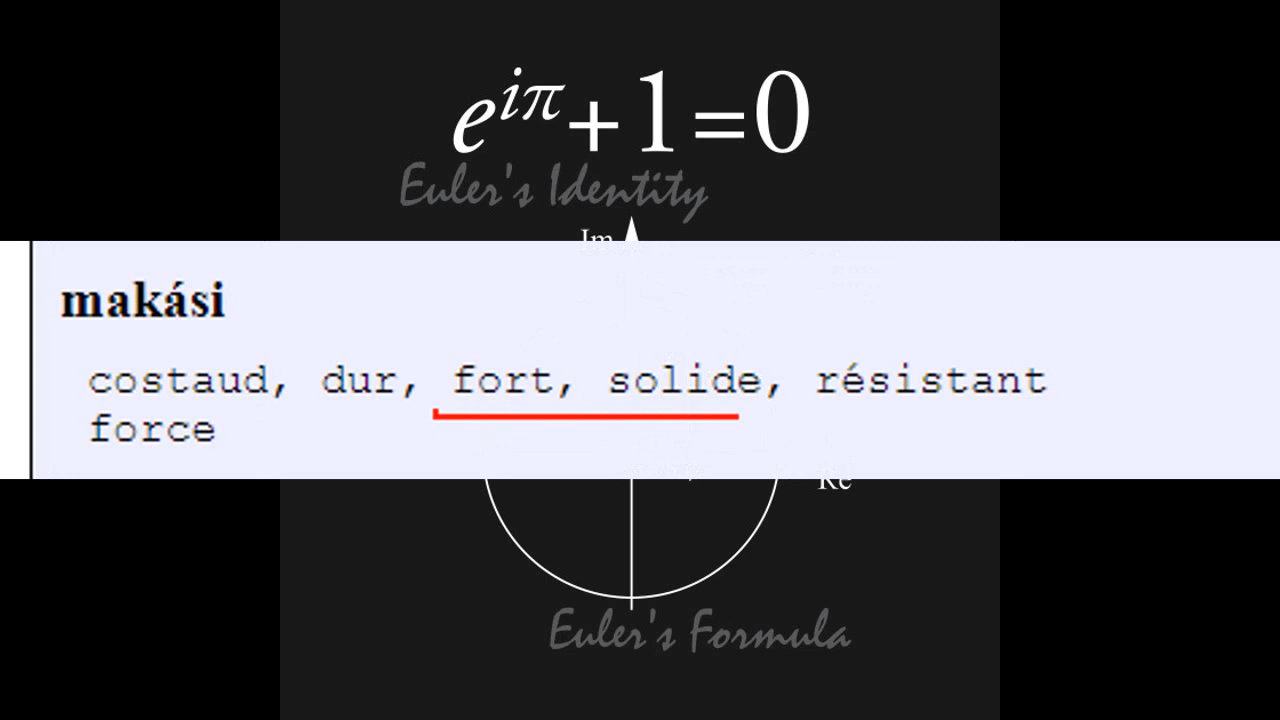 e^{iπ}+1=0
Euler's Identity
Im
makási
costaud, dur, fort, solide, résistant
force
Re
Euler's Formula